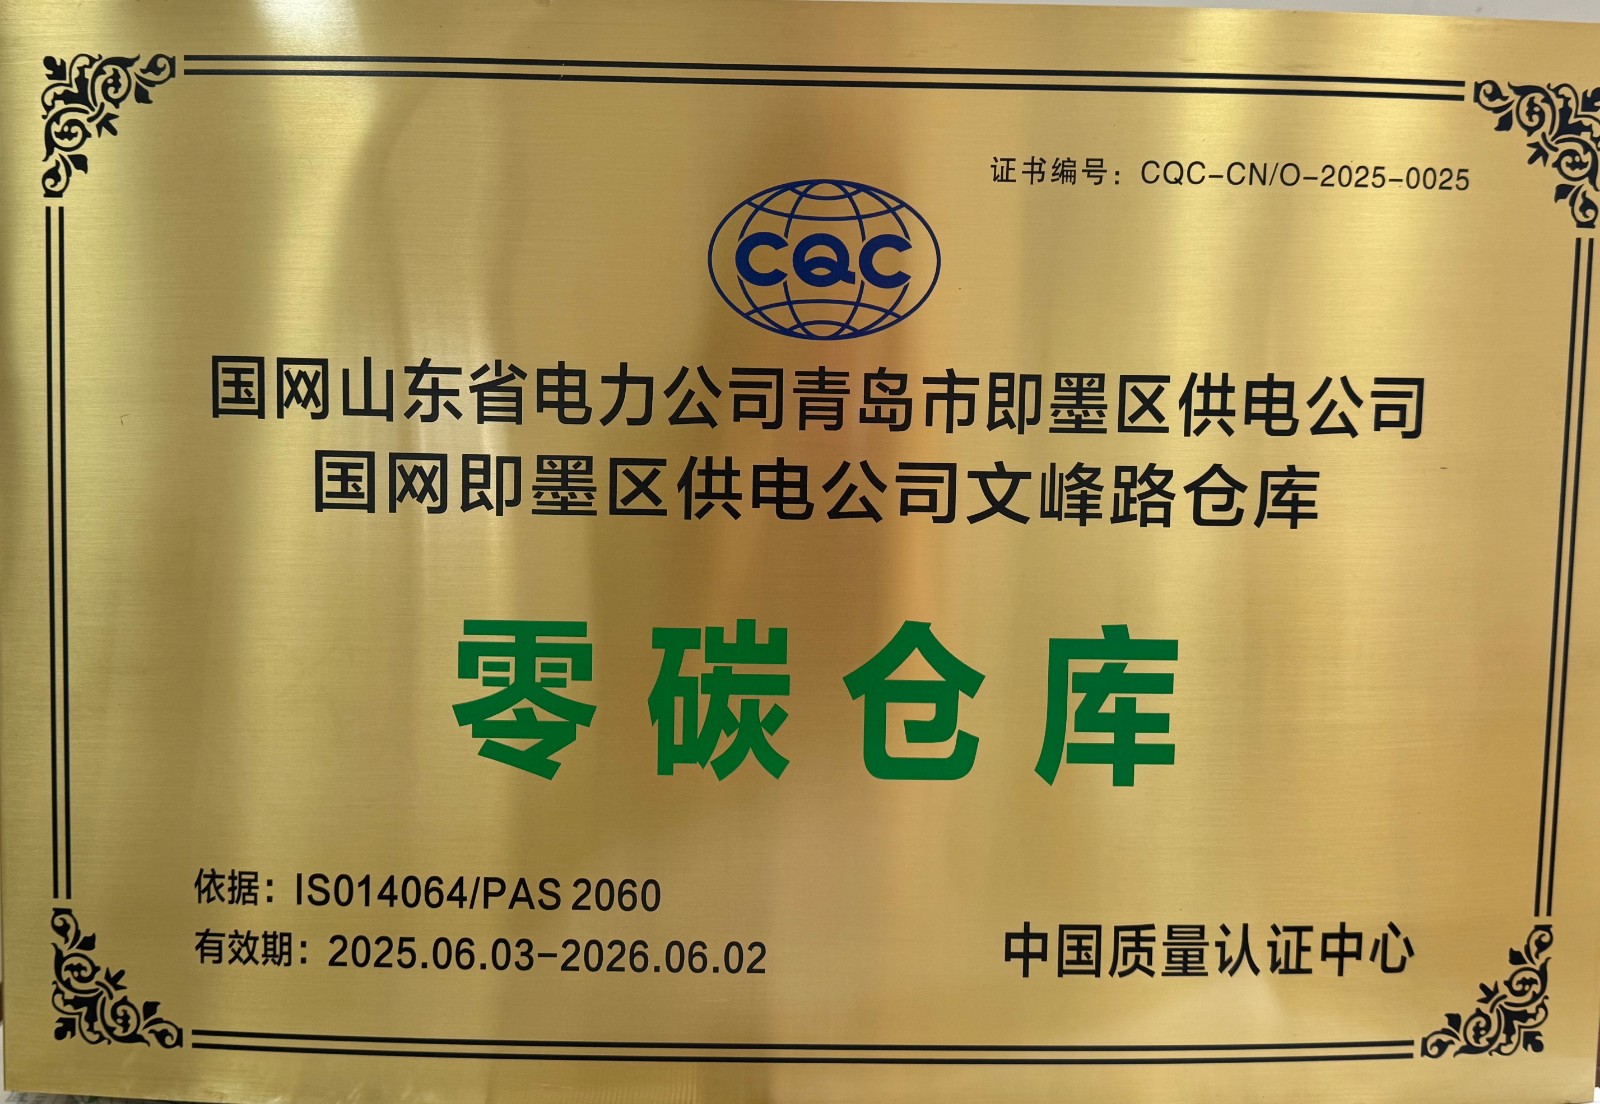 证书编号：CQC-CN/O-2025-0025
CQC
国网山东省电力公司青岛市即墨区供电公司
国网即墨区供电公司文峰路仓库
零碳仓库
依据：ISO14064/PAS 2060
有效期：2025.06.03-2026.06.02
中国质量认证中心